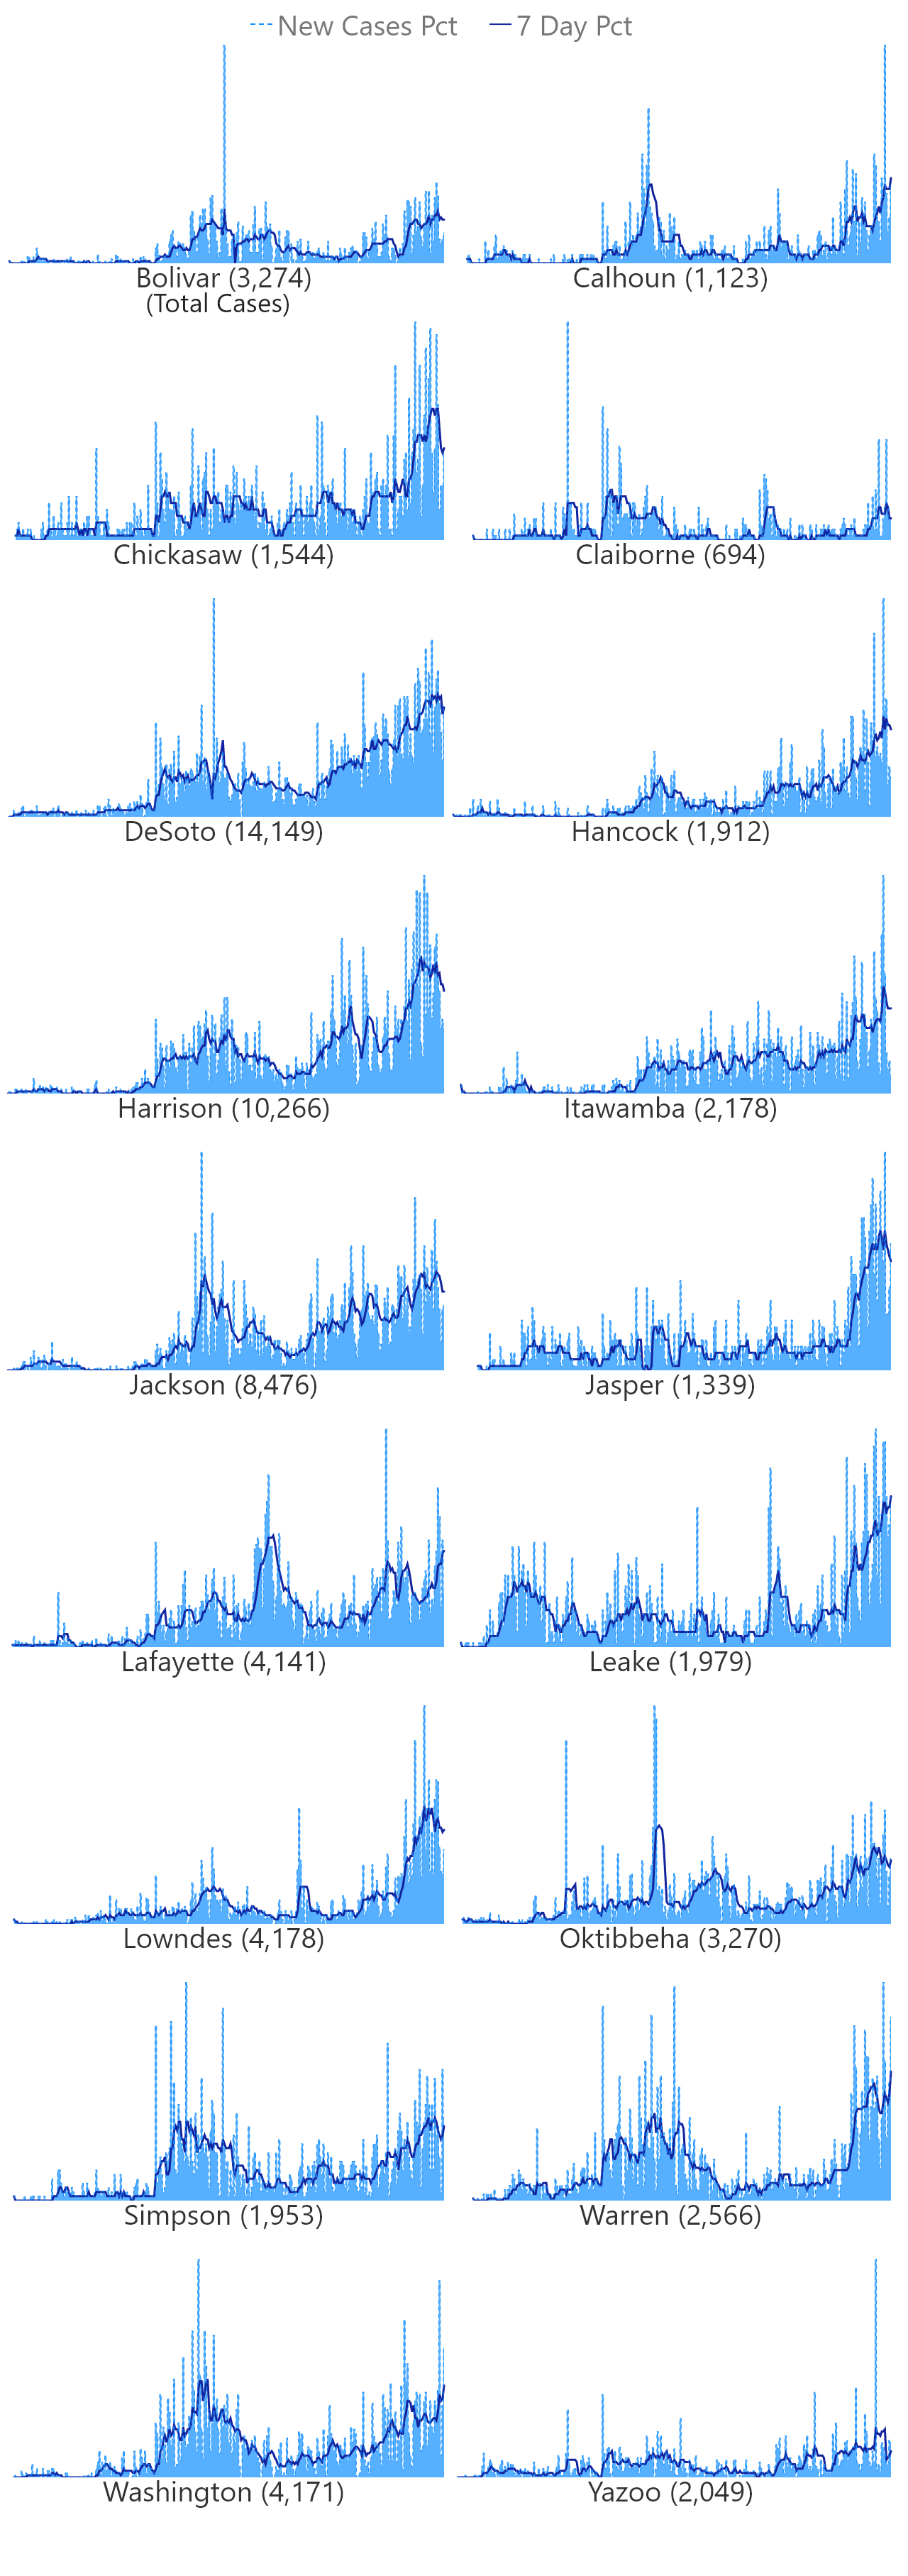 New Cases Pct 7 Day Pct
Bolivar (3,274) Calhoun (1,123)
(Total Cases)
Chickasaw (1,544) Claiborne (694)
DeSoto (14,149) Hancock (1,912)
Harrison (10,266) Itawamba (2,178)
Jackson (8,476) Jasper (1,339)
Lafayette (4,141) Leake (1,979)
Lowndes (4,178) Oktibbeha (3,270)
Simpson (1,953) Warren (2,566)
Washington (4,171) Yazoo (2,049)